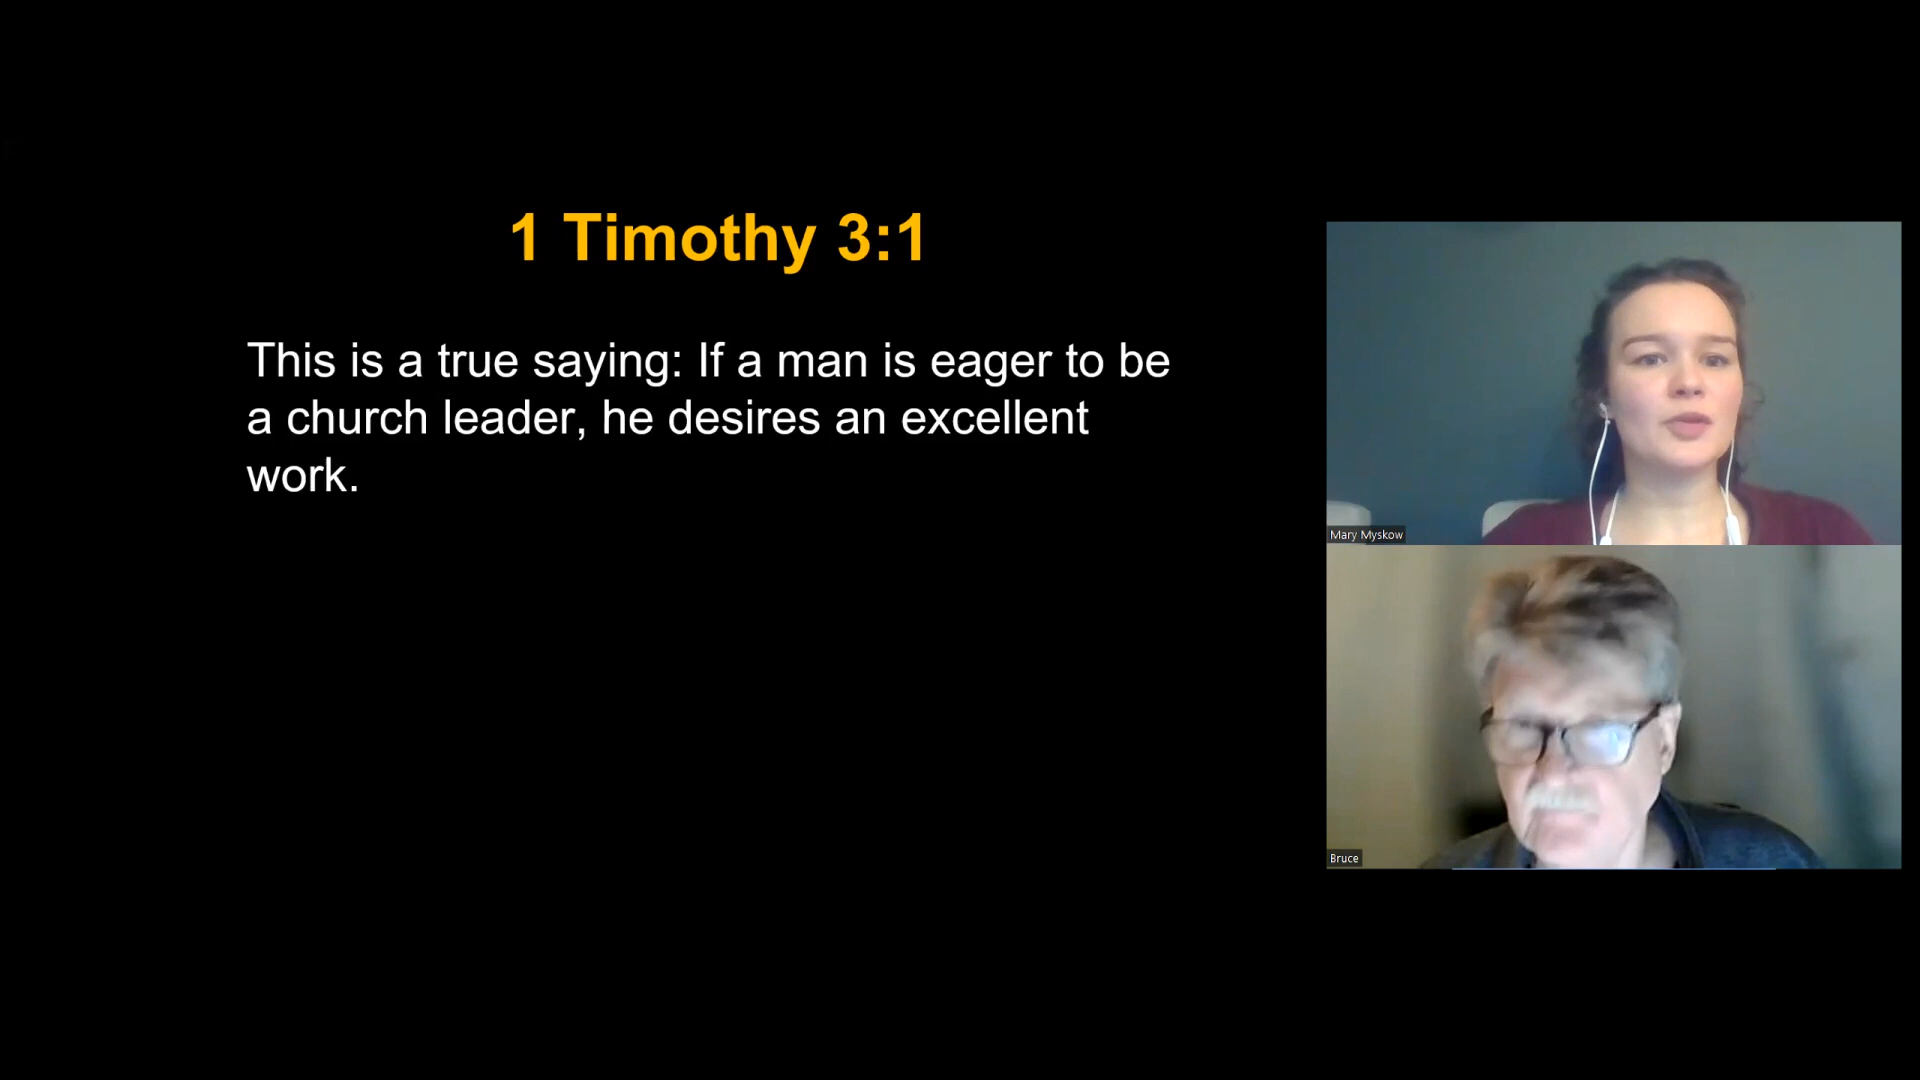 1 Timothy 3:1
This is a true saying: If a man is eager to be
a church leader, he desires an excellent
work.
Mary Myskow
Bruce